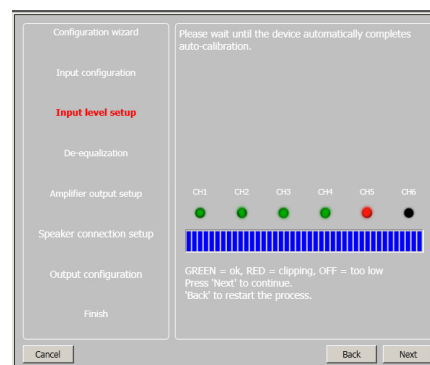 Configuration wizard
Input configuration
Input level setup
De-equalization
Amplifier output setup
Speaker connection setup
Output configuration
Finish
Please wait until the device automatically completes
auto-calibration.
CH1 CH2 CH3 CH4 CH5 CH6
GREEN = ok, RED = clipping, OFF = too low
Press 'Next' to continue.
'Back' to restart the process.
Cancel Back Next